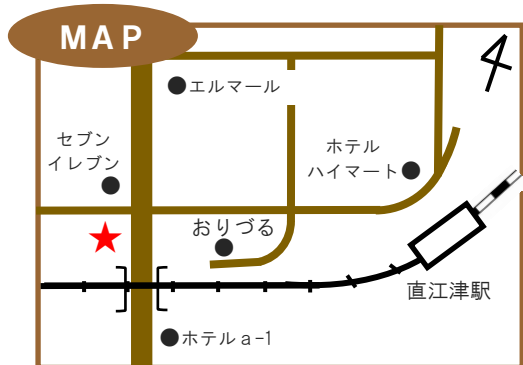 MAP
エルマール
セブン
イレブン
ホテル
ハイマート
おりづる
直江津駅
ホテルa-1